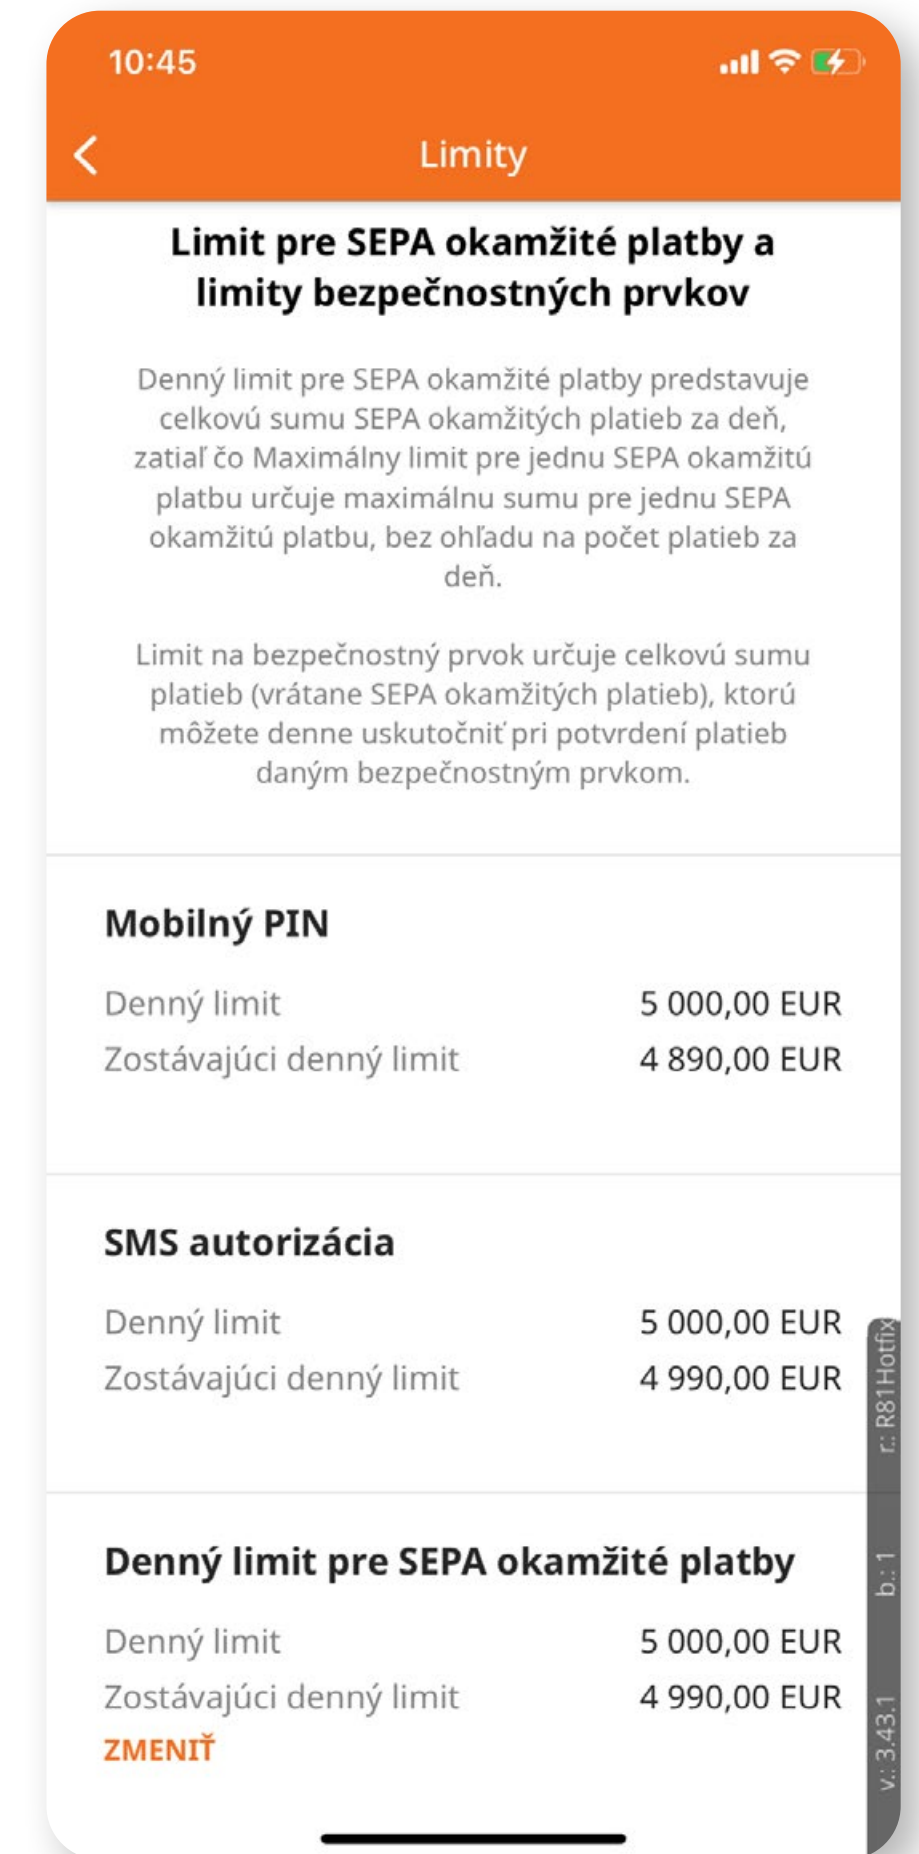 10:45
Limity
Limit pre SEPA okamžité platby a
limity bezpečnostných prvkov
Denný limit pre SEPA okamžité platby predstavuje
celkovú sumu SEPA okamžitých platieb za deň,
zatiaľ čo Maximálny limit pre jednu SEPA okamžitú
platbu určuje maximálnu sumu pre jednu SEPA
okamžitú platbu, bez ohľadu na počet platieb za
deň.
Limit na bezpečnostný prvok určuje celkovú sumu
platieb (vrátane SEPA okamžitých platieb), ktorú
môžete denne uskutočniť pri potvrdení platieb
daným bezpečnostným prvkom.
Mobilný PIN
Denný limit 5 000,00 EUR
Zostávajúci denný limit 4 890,00 EUR
SMS autorizácia
Denný limit 5 000,00 EUR
Zostávajúci denný limit 4 990,00 EUR
Denný limit pre SEPA okamžité platby
Denný limit 5 000,00 EUR
Zostávajúci denný limit 4 990,00 EUR
ZMENIŤ
v.: 3.43.1 b.: 1 r.: R81Hotfix